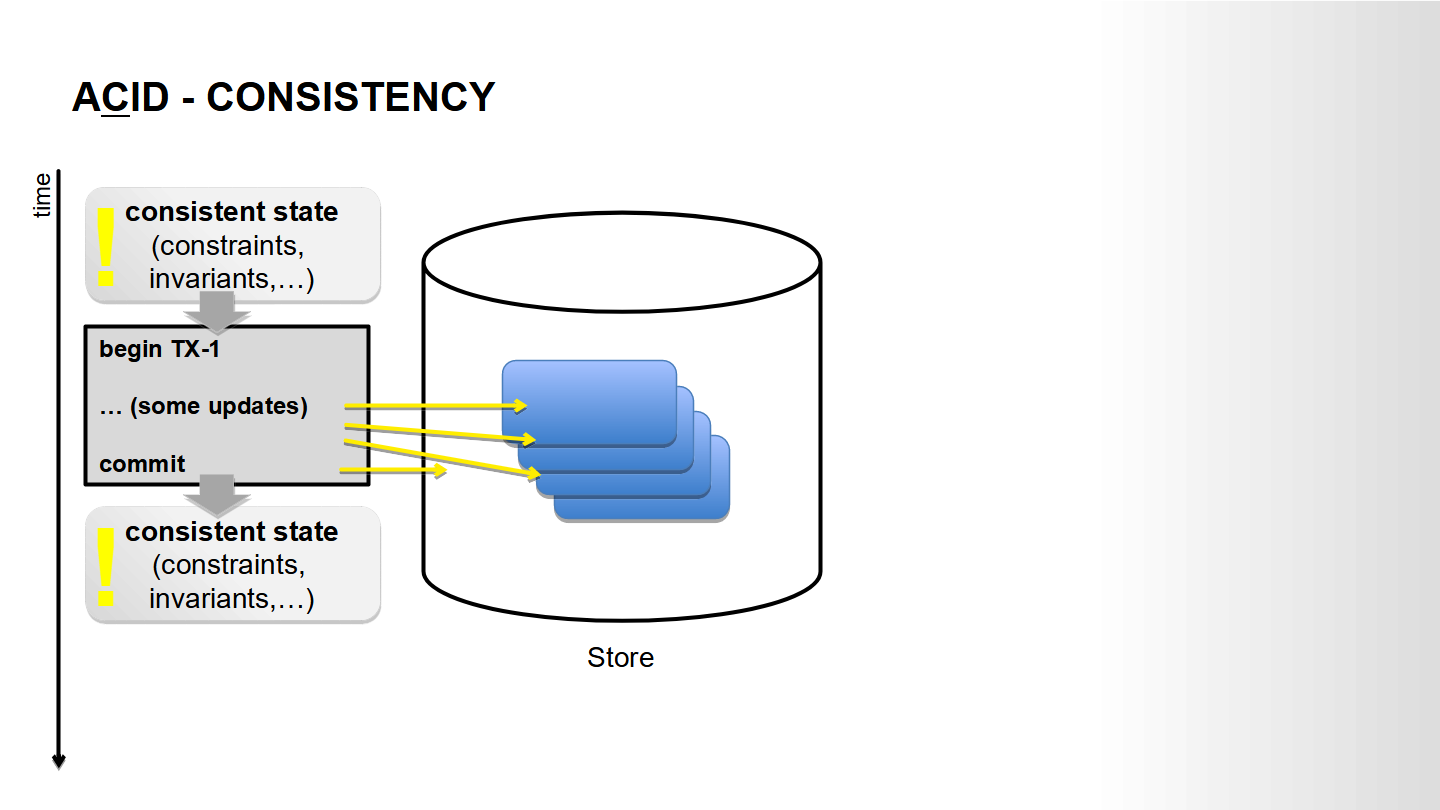 ACID - CONSISTENCY
time
! consistent state
(constraints,
invariants,…)
begin TX-1
… (some updates)
commit
! consistent state
(constraints,
invariants,…)
Store